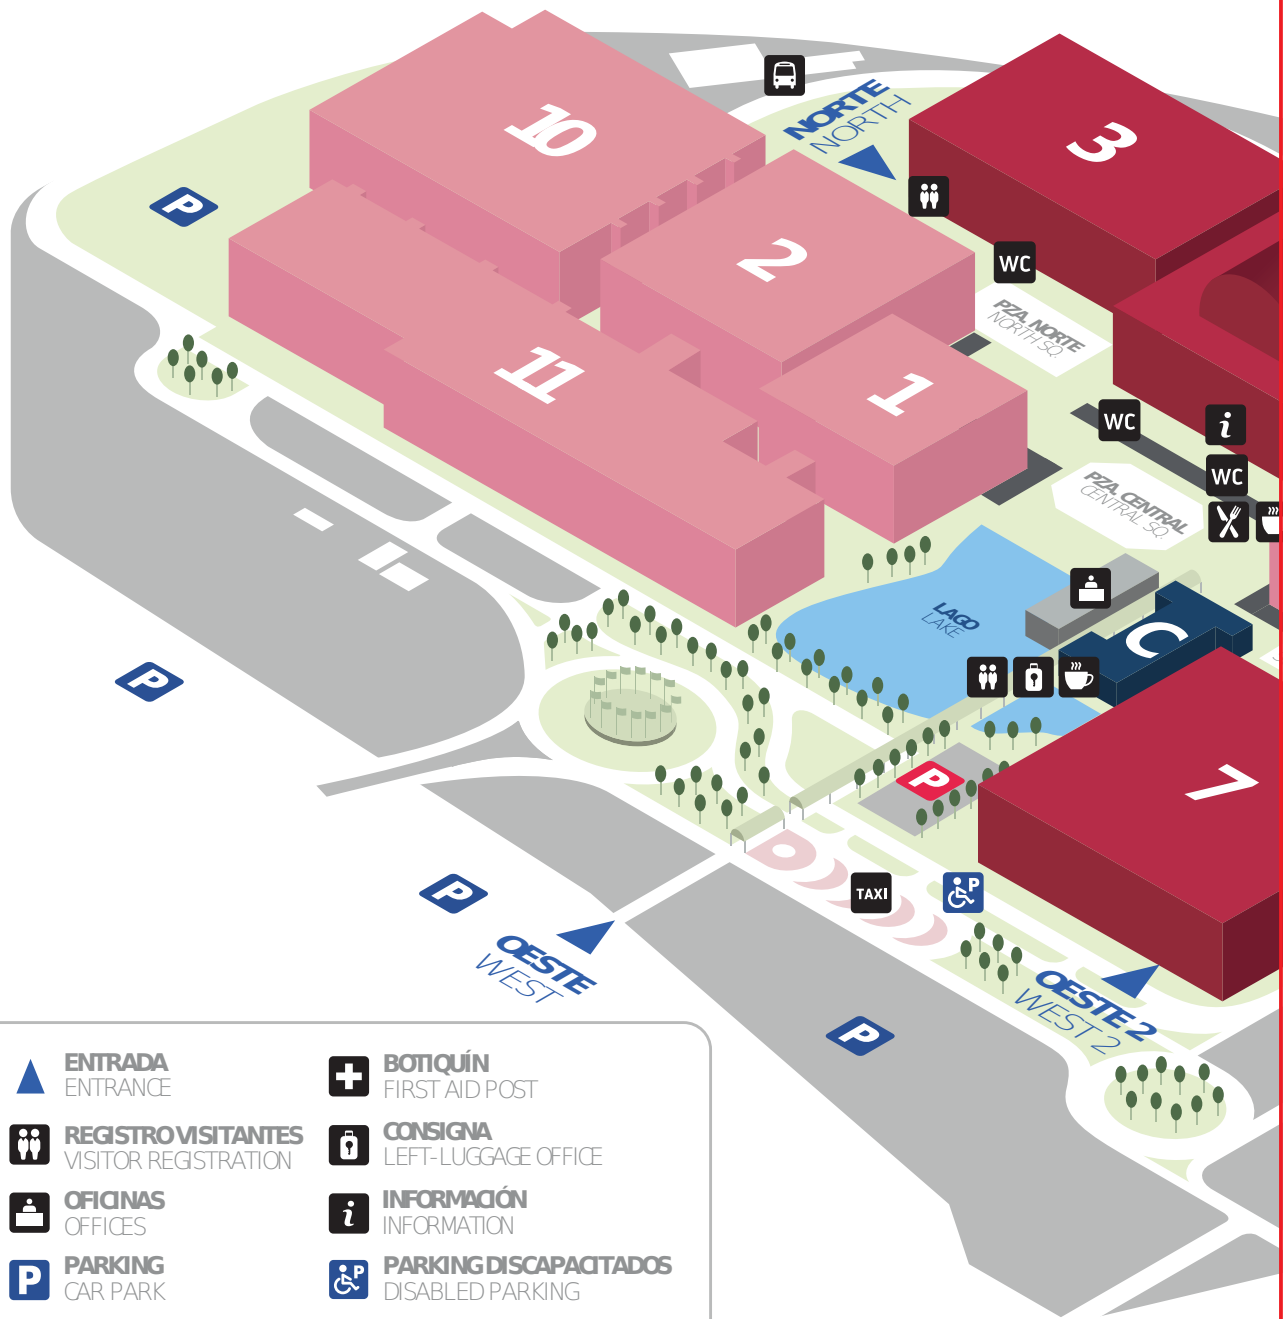 10
NORTE
NORTH
3
P
2
WC
PZA. NORTE
NORTH SQ.
11
1
WC
i
WC
PZA. CENTRAL
CENTRAL SQ.
LAGO
LAKE
C
P
7
P
P
TAXI
P
OESTE
WEST
OESTE 2
WEST 2
P
ENTRADA
ENTRANCE
BOTIQUÍN
FIRST AID POST
REGISTRO VISITANTES
VISITOR REGISTRATION
CONSIGNA
LEFT-LUGGAGE OFFICE
OFICINAS
OFFICES
i
INFORMACIÓN
INFORMATION
P
PARKING
CAR PARK
P
PARKING DISCAPACITADOS
DISABLED PARKING